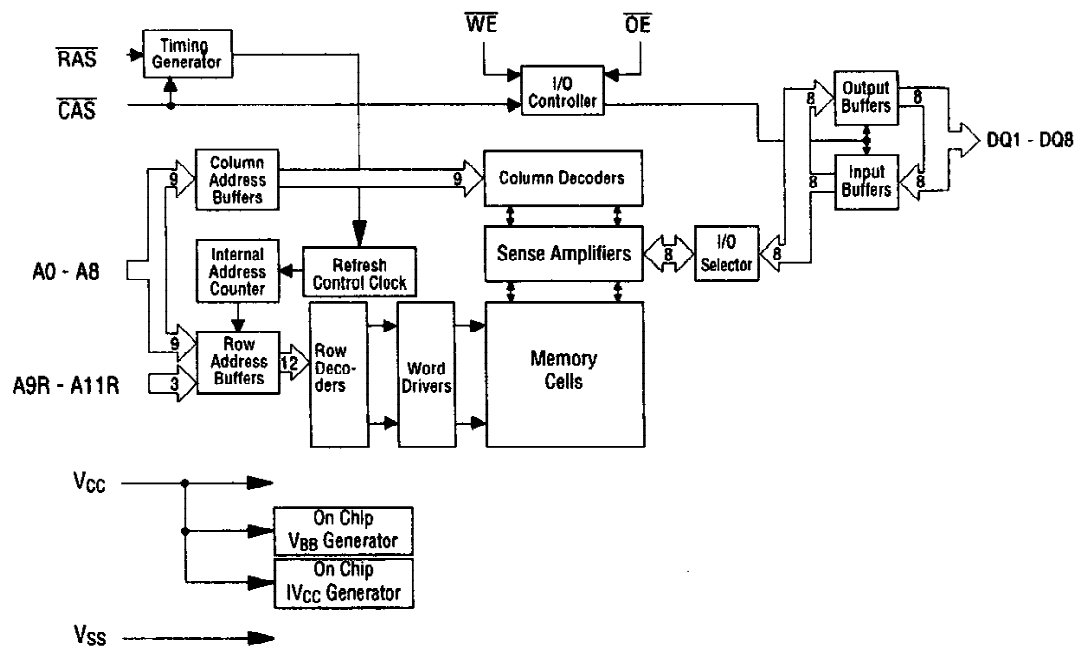 WE
OE
RAS
Timing
Generator
CAS
I/O
Controller
Output
Buffers
8
8
DQ1 - DQ8
Column
Address
Buffers
9
9
Column Decoders
Input
Buffers
8
8
A0 - A8
Internal
Address
Counter
Refresh
Control Clock
Sense Amplifiers
8
I/O
Selector
8
9
Row
Address
Buffers
12
Row
Deco-
ders
Word
Drivers
Memory
Cells
A9R - A11R
3
VCC
On Chip
VBB Generator
On Chip
IVCC Generator
VSS